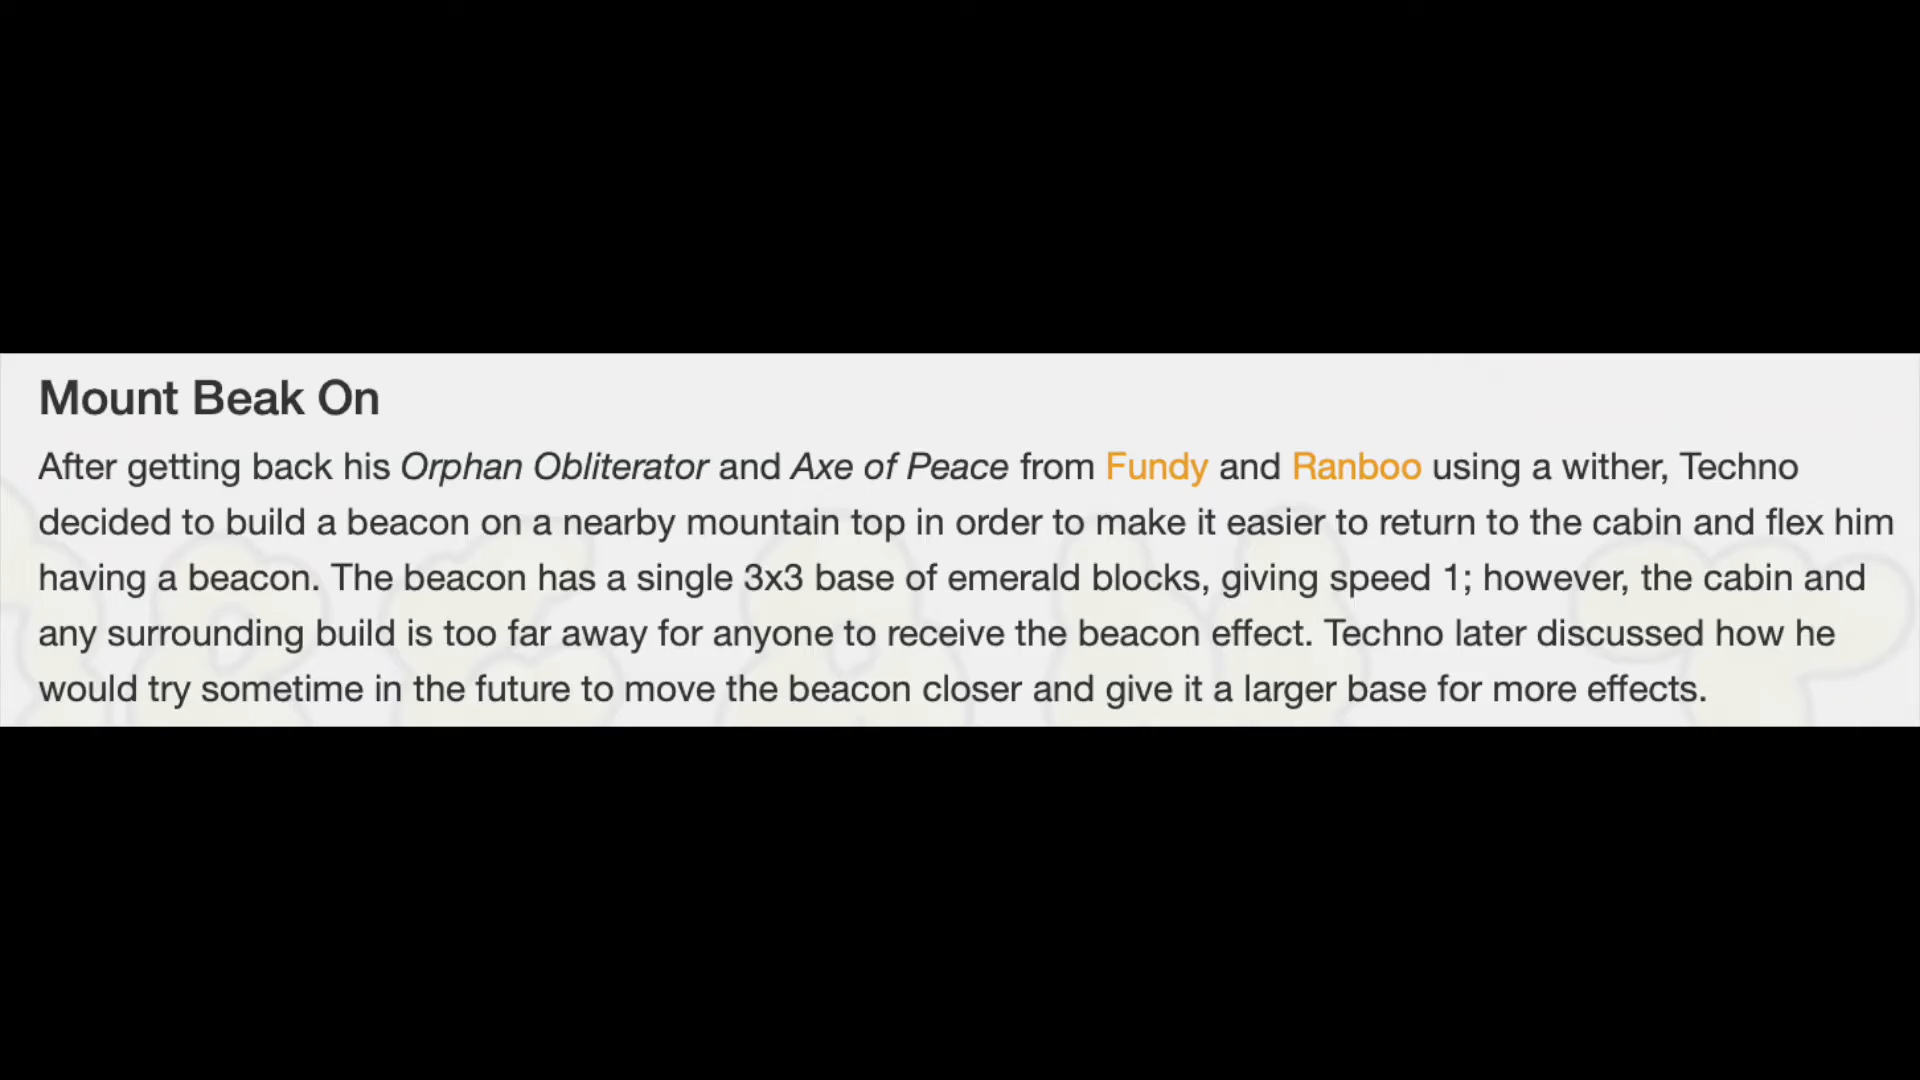 Mount Beak On
After getting back his Orphan Obliterator and Axe of Peace from Fundy and Ranboo using a wither, Techno
decided to build a beacon on a nearby mountain top in order to make it easier to return to the cabin and flex him
having a beacon. The beacon has a single 3x3 base of emerald blocks, giving speed 1; however, the cabin and
any surrounding build is too far away for anyone to receive the beacon effect. Techno later discussed how he
would try sometime in the future to move the beacon closer and give it a larger base for more effects.